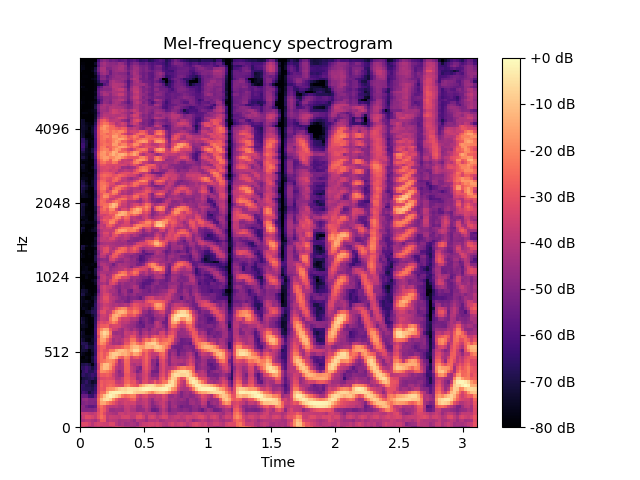 Mel-frequency spectrogram
+0 dB
-10 dB
-20 dB
-30 dB
-40 dB
-50 dB
-60 dB
-70 dB
-80 dB
4096
2048
1024
512
0
Hz
0 0.5 1 1.5 2 2.5 3
Time